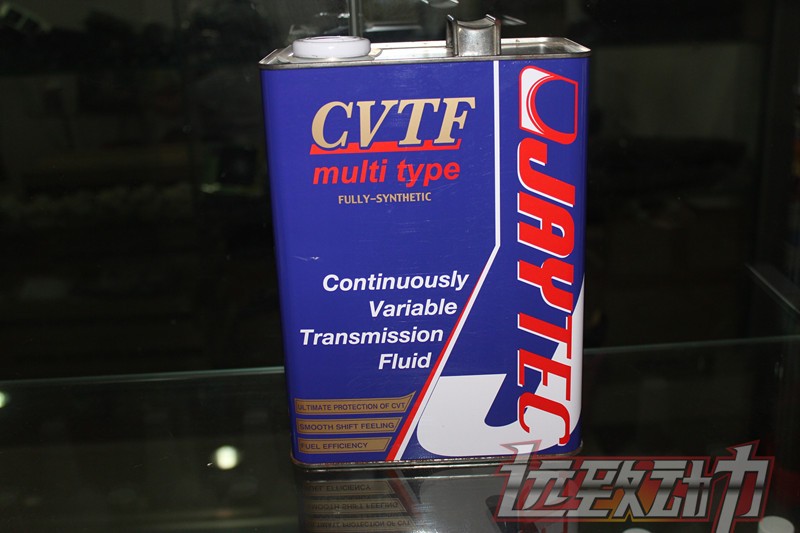 CVTF
multi type
FULLY-SYNTHETIC
JAYTEC
Continuously
Variable
Transmission
Fluid
ULTIMATE PROTECTION OF CVT
SMOOTH SHIFT FEELING
FUEL EFFICIENCY
远致动力